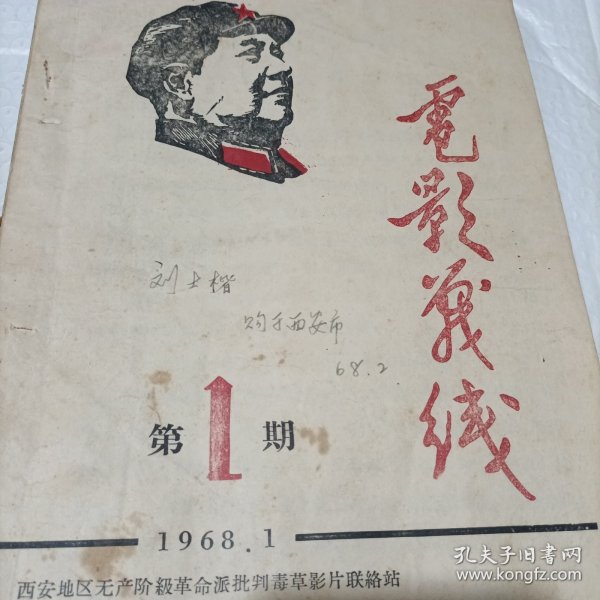 電影战线
刘士楷
购于西安市
68.2
第1期
1968.1
西安地区无产阶級革命派批判毒草影片联絡站
孔夫子旧书网
www.kongfz.com